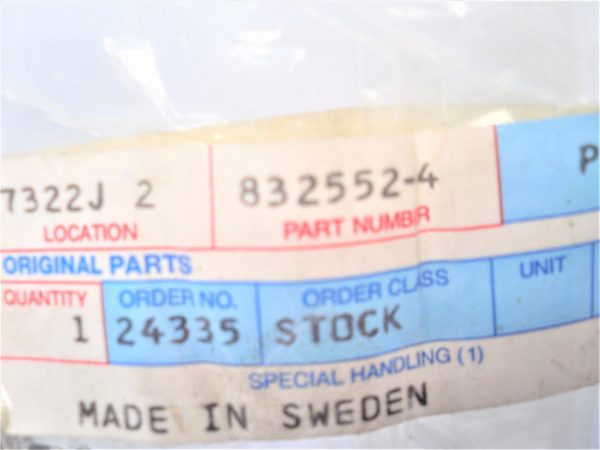 7322J 2 832552-4 P
LOCATION PART NUMBER
ORIGINAL PARTS
QUANTITY ORDER NO. ORDER CLASS UNIT
1 24335 STOCK
SPECIAL HANDLING (1)
MADE IN SWEDEN